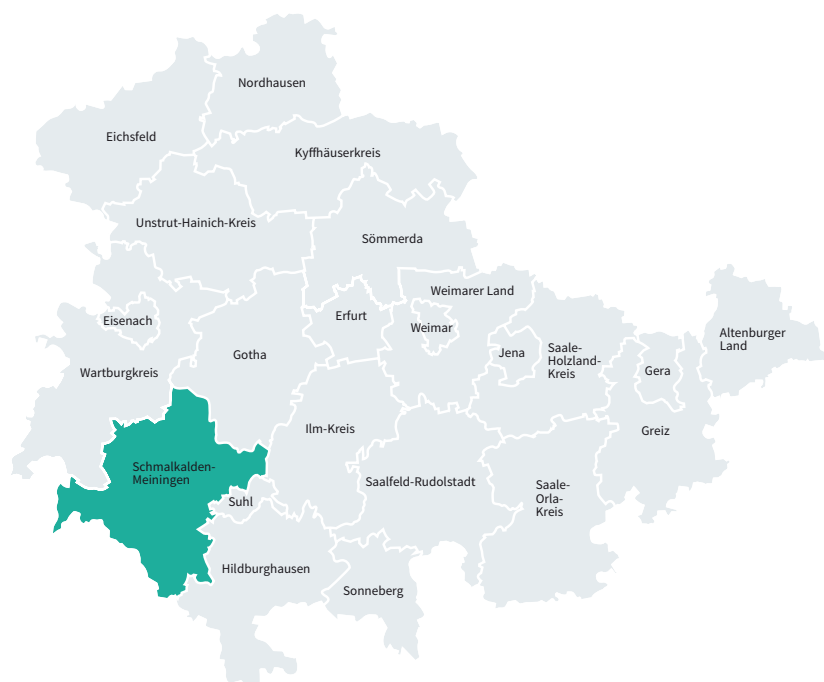 Nordhausen
Eichsfeld
Kyffhäuserkreis
Unstrut-Hainich-Kreis
Sömmerda
Weimarer Land
Eisenach
Erfurt
Weimar
Altenburger
Land
Gotha
Jena
Saale-
Holzland-
Kreis
Gera
Wartburgkreis
Ilm-Kreis
Greiz
Schmalkalden-
Meiningen
Saalfeld-Rudolstadt
Saale-
Orla-
Kreis
Suhl
Hildburghausen
Sonneberg